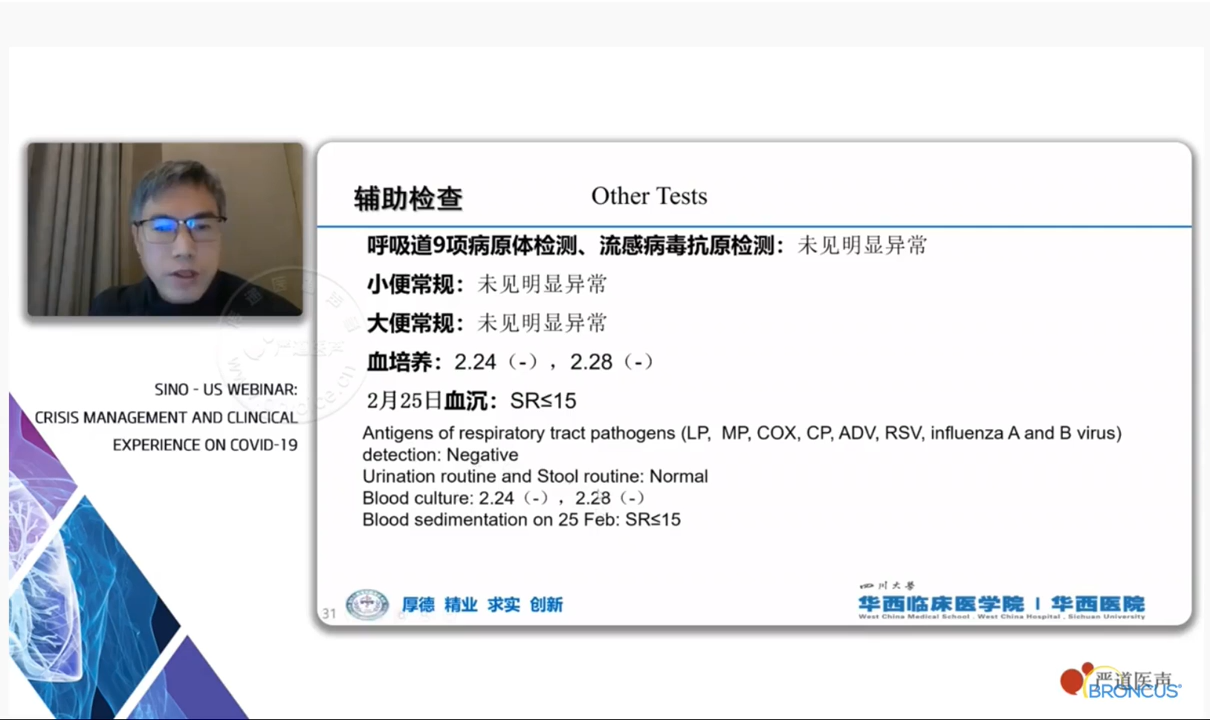 辅助检查 Other Tests
呼吸道9项病原体检测、流感病毒抗原检测：未见明显异常
小便常规：未见明显异常
大便常规：未见明显异常
血培养：2.24（-），2.28（-）
2月25日血沉：SR≤15
Antigens of respiratory tract pathogens (LP, MP, COX, CP, ADV, RSV, influenza A and B virus)
detection: Negative
Urination routine and Stool routine: Normal
Blood culture: 2.24（-），2.28（-）
Blood sedimentation on 25 Feb: SR≤15
31
厚德 精业 求实 创新
四川大学
华西临床医学院 | 华西医院
West China Medical School . West China Hospital . Sichuan University
SINO - US WEBINAR:
CRISIS MANAGEMENT AND CLINCICAL
EXPERIENCE ON COVID-19
严道医声
BRONCUS®